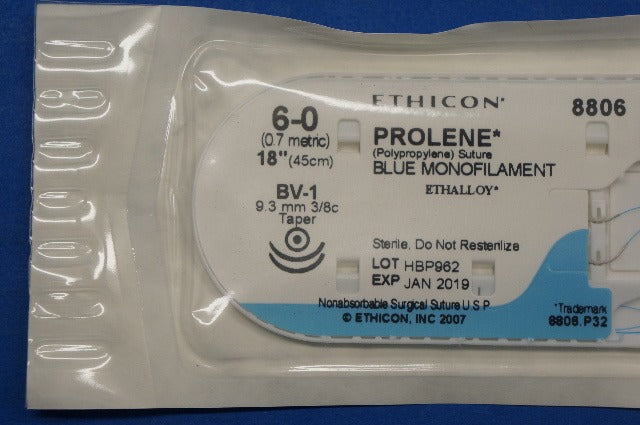 ETHICON*
8806
6-0
(0.7 metric)
18" (45cm)
PROLENE*
(Polypropylene) Suture
BLUE MONOFILAMENT
ETHALLOY*
BV-1
9.3 mm 3/8c
Taper
Sterile, Do Not Resterilize
LOT HBP962
EXP JAN 2019
Nonabsorbable Surgical Suture U S P
© ETHICON, INC 2007
*Trademark
8806.P32